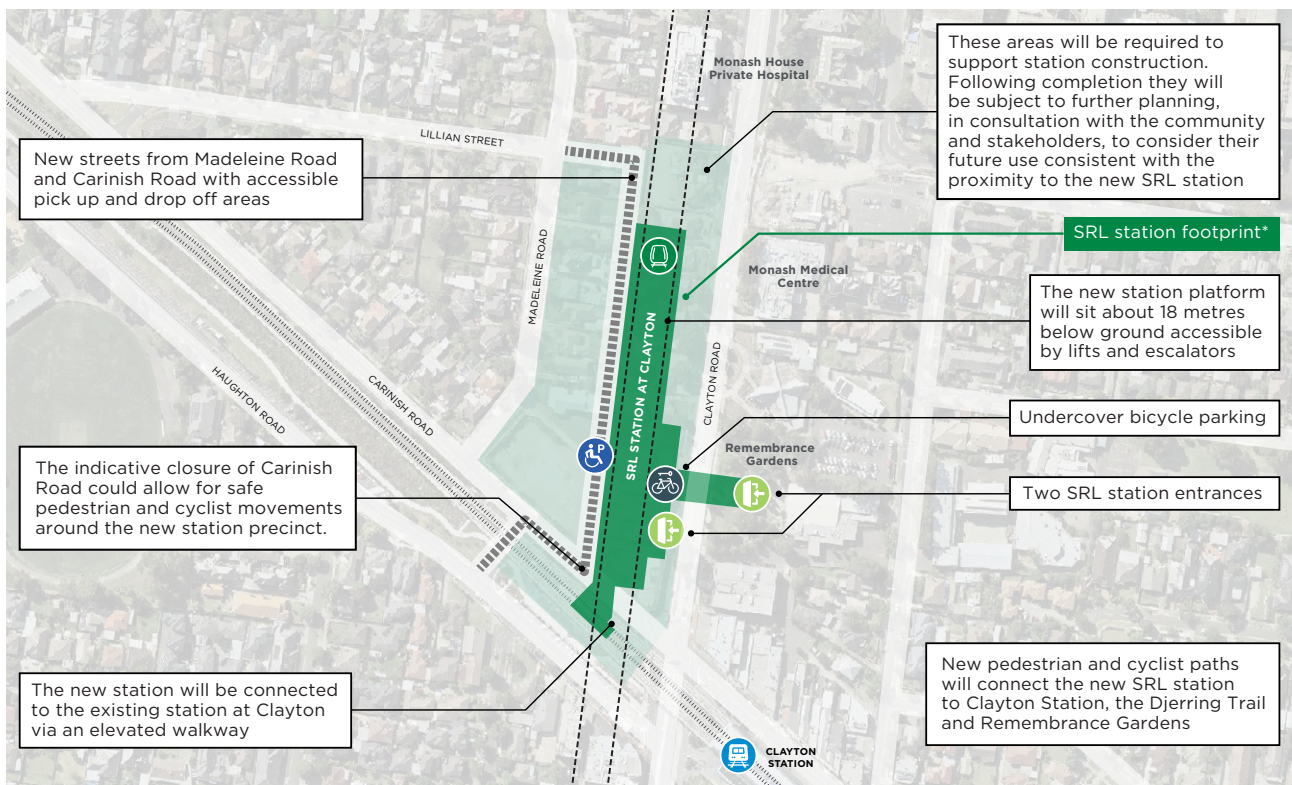 Monash House
Private Hospital
These areas will be required to
support station construction.
Following completion they will
be subject to further planning,
in consultation with the community
and stakeholders, to consider their
future use consistent with the
proximity to the new SRL station
LILLIAN STREET
New streets from Madeleine Road
and Carinish Road with accessible
pick up and drop off areas
SRL station footprint*
MADELEINE ROAD
Monash Medical
Centre
The new station platform
will sit about 18 metres
below ground accessible
by lifts and escalators
SRL STATION AT CLAYTON
CLAYTON ROAD
HAUGHTON ROAD
CARINISH ROAD
Undercover bicycle parking
P
Remembrance
Gardens
The indicative closure of Carinish
Road could allow for safe
pedestrian and cyclist movements
around the new station precinct.
Two SRL station entrances
The new station will be connected
to the existing station at Clayton
via an elevated walkway
New pedestrian and cyclist paths
will connect the new SRL station
to Clayton Station, the Djerring Trail
and Remembrance Gardens
CLAYTON
STATION